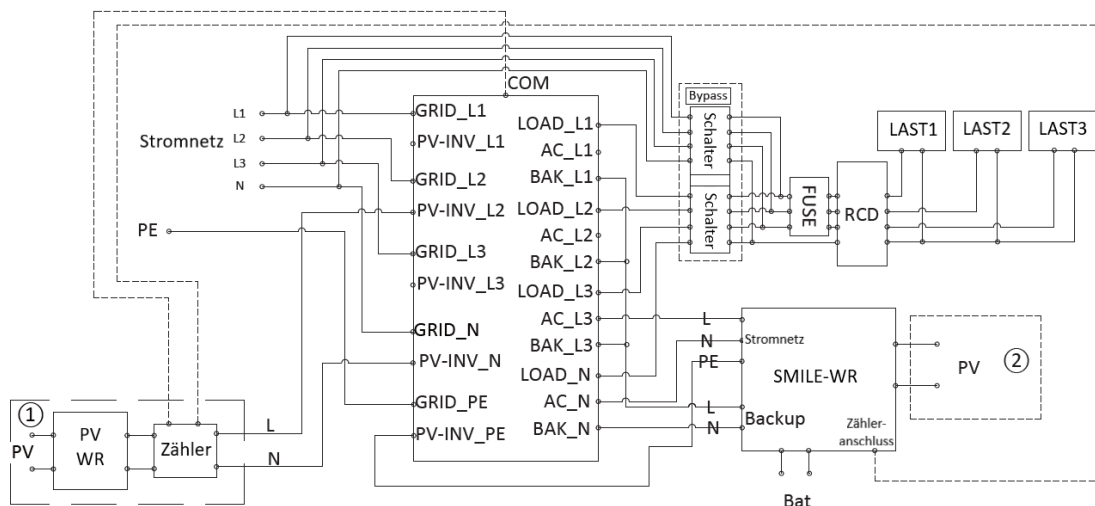 COM
Bypass
Schalter
Schalter
FUSE
RCD
LAST1
LAST2
LAST3
Stromnetz
L1
L2
L3
N
PE
GRID_L1
PV-INV_L1
GRID_L2
PV-INV_L2
GRID_L3
PV-INV_L3
GRID_N
PV-INV_N
GRID_PE
PV-INV_PE
LOAD_L1
AC_L1
BAK_L1
LOAD_L2
AC_L2
BAK_L2
LOAD_L3
AC_L3
BAK_L3
LOAD_N
AC_N
BAK_N
L
N
PE
L
N
Stromnetz
SMILE-WR
Backup
Zähler-
anschluss
Bat
PV
②
①
PV
PV
WR
Zähler
L
N